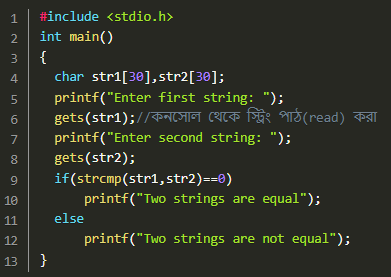 1 #include <stdio.h>
2 int main()
3 {
4 char str1[30],str2[30];
5 printf("Enter first string: ");
6 gets(str1);//কনসোল থেকে স্ট্রিং পাঠ(read) করা
7 printf("Enter second string: ");
8 gets(str2);
9 if(strcmp(str1,str2)==0)
10 printf("Two strings are equal");
11 else
12 printf("Two strings are not equal");
13 }